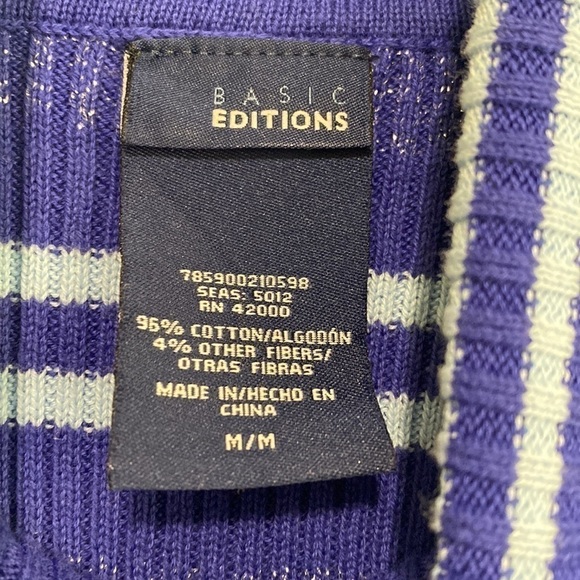 BASIC
EDITIONS
785900210598
SEAS: 5012
RN 42000
96% COTTON/ALGODÓN
4% OTHER FIBERS/
OTRAS FIBRAS
MADE IN/HECHO EN
CHINA
M/M